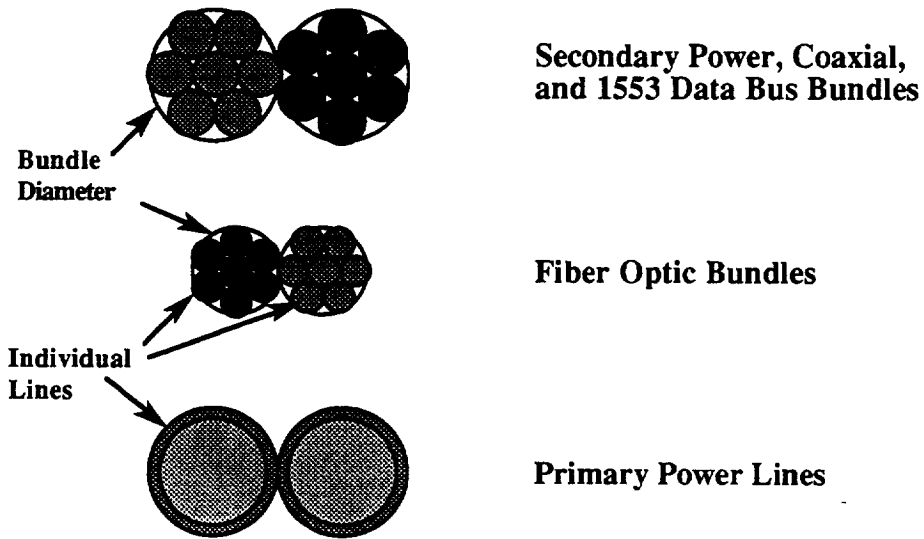 Secondary Power, Coaxial,
and 1553 Data Bus Bundles
Bundle
Diameter
Fiber Optic Bundles
Individual
Lines
Primary Power Lines